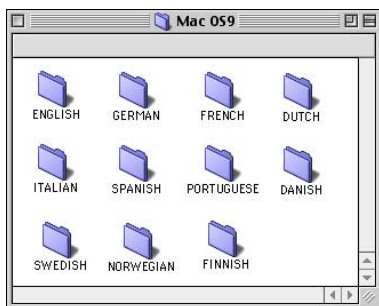 Mac OS9
ENGLISH GERMAN FRENCH DUTCH
ITALIAN SPANISH PORTUGUESE DANISH
SWEDISH NORWEGIAN FINNISH